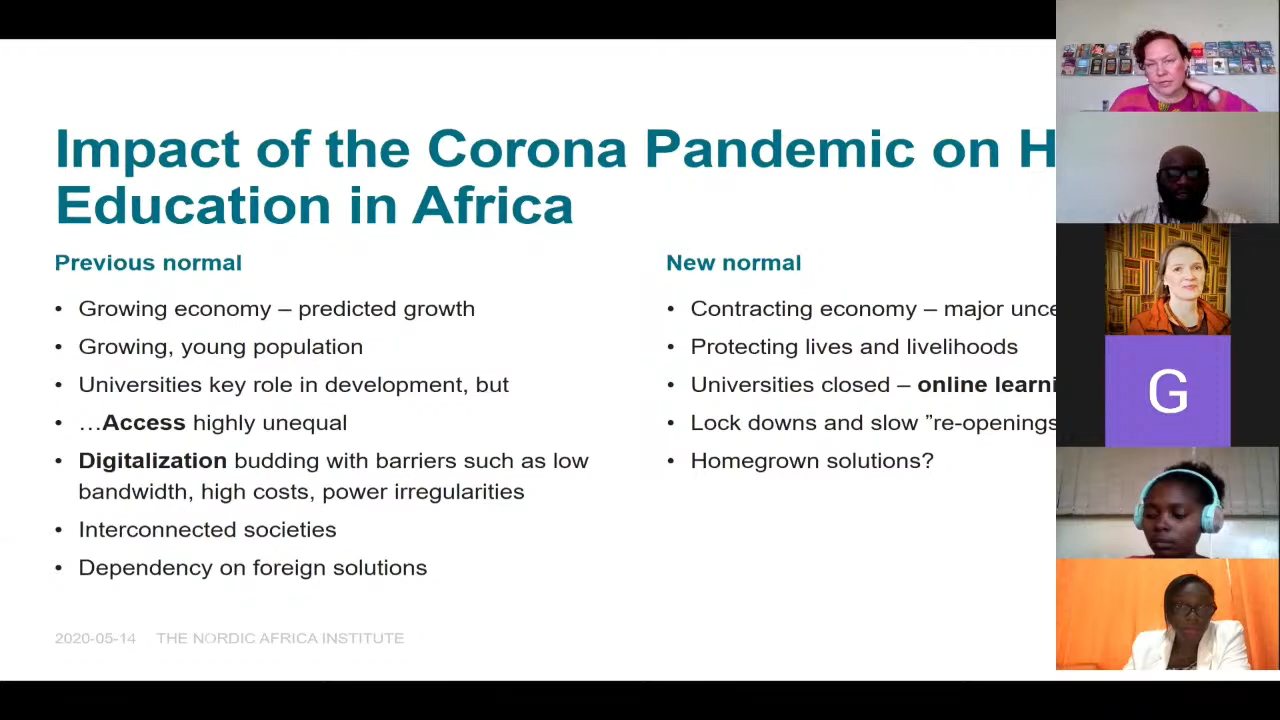 Impact of the Corona Pandemic on H
Education in Africa
Previous normal
• Growing economy – predicted growth
• Growing, young population
• Universities key role in development, but
• …Access highly unequal
• Digitalization budding with barriers such as low
bandwidth, high costs, power irregularities
• Interconnected societies
• Dependency on foreign solutions
New normal
• Contracting economy – major unce
• Protecting lives and livelihoods
• Universities closed – online learni
• Lock downs and slow ”re-openings
• Homegrown solutions?
2020-05-14 THE NORDIC AFRICA INSTITUTE
G